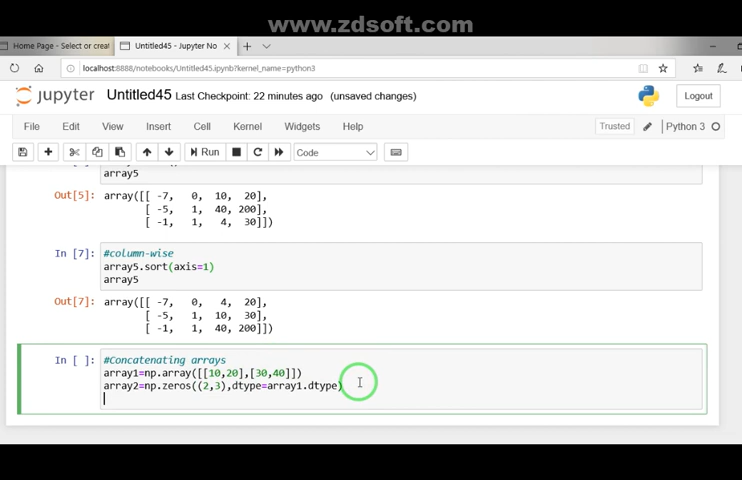 www.zdsoft.com
Home Page - Select or creat
Untitled45 - Jupyter No
localhost:8888/notebooks/Untitled45.ipynb?kernel_name=python3
jupyter Untitled45 Last Checkpoint: 22 minutes ago (unsaved changes)
Logout
File Edit View Insert Cell Kernel Widgets Help
Trusted
Python 3
Run
Code
array5
Out[5]: array([[ -7, 0, 10, 20],
[ -5, 1, 40, 200],
[ -1, 1, 4, 30]])
In [7]: #column-wise
array5.sort(axis=1)
array5
Out[7]: array([[ -7, 0, 4, 20],
[ -5, 1, 10, 30],
[ -1, 1, 40, 200]])
In [ ]: #Concatenating arrays
array1=np.array([[10,20],[30,40]])
array2=np.zeros((2,3),dtype=array1.dtype)